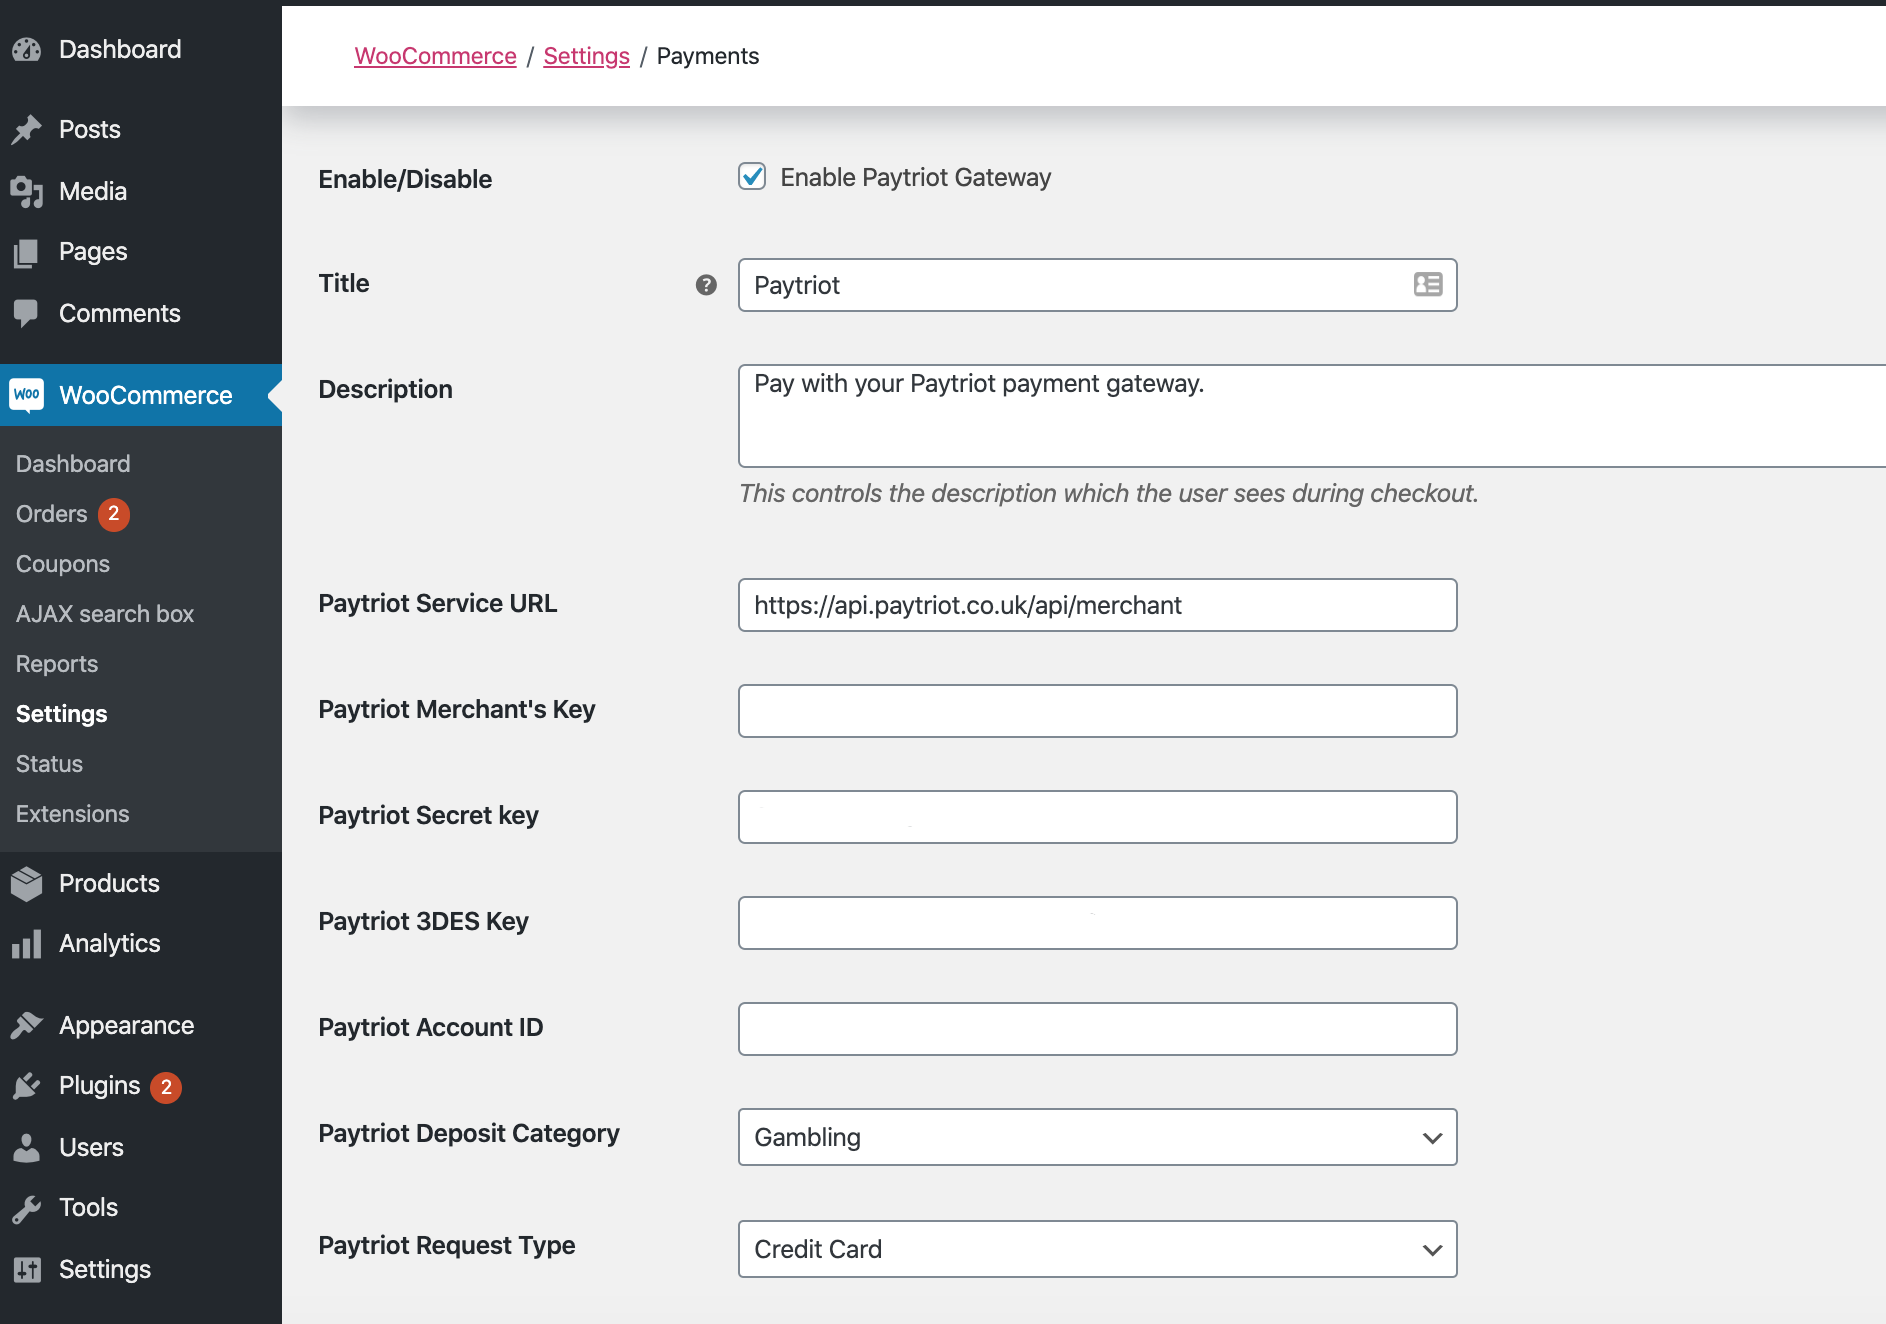 Dashboard
Posts
Media
Pages
Comments
woo WooCommerce
Dashboard
Orders 2
Coupons
AJAX search box
Reports
Settings
Status
Extensions
Products
Analytics
Appearance
Plugins 2
Users
Tools
Settings
WooCommerce / Settings / Payments
Enable/Disable
Enable Paytriot Gateway
Title ?
Paytriot
Description
Pay with your Paytriot payment gateway.
This controls the description which the user sees during checkout.
Paytriot Service URL
https://api.paytriot.co.uk/api/merchant
Paytriot Merchant's Key
Paytriot Secret key
Paytriot 3DES Key
Paytriot Account ID
Paytriot Deposit Category
Gambling
Paytriot Request Type
Credit Card